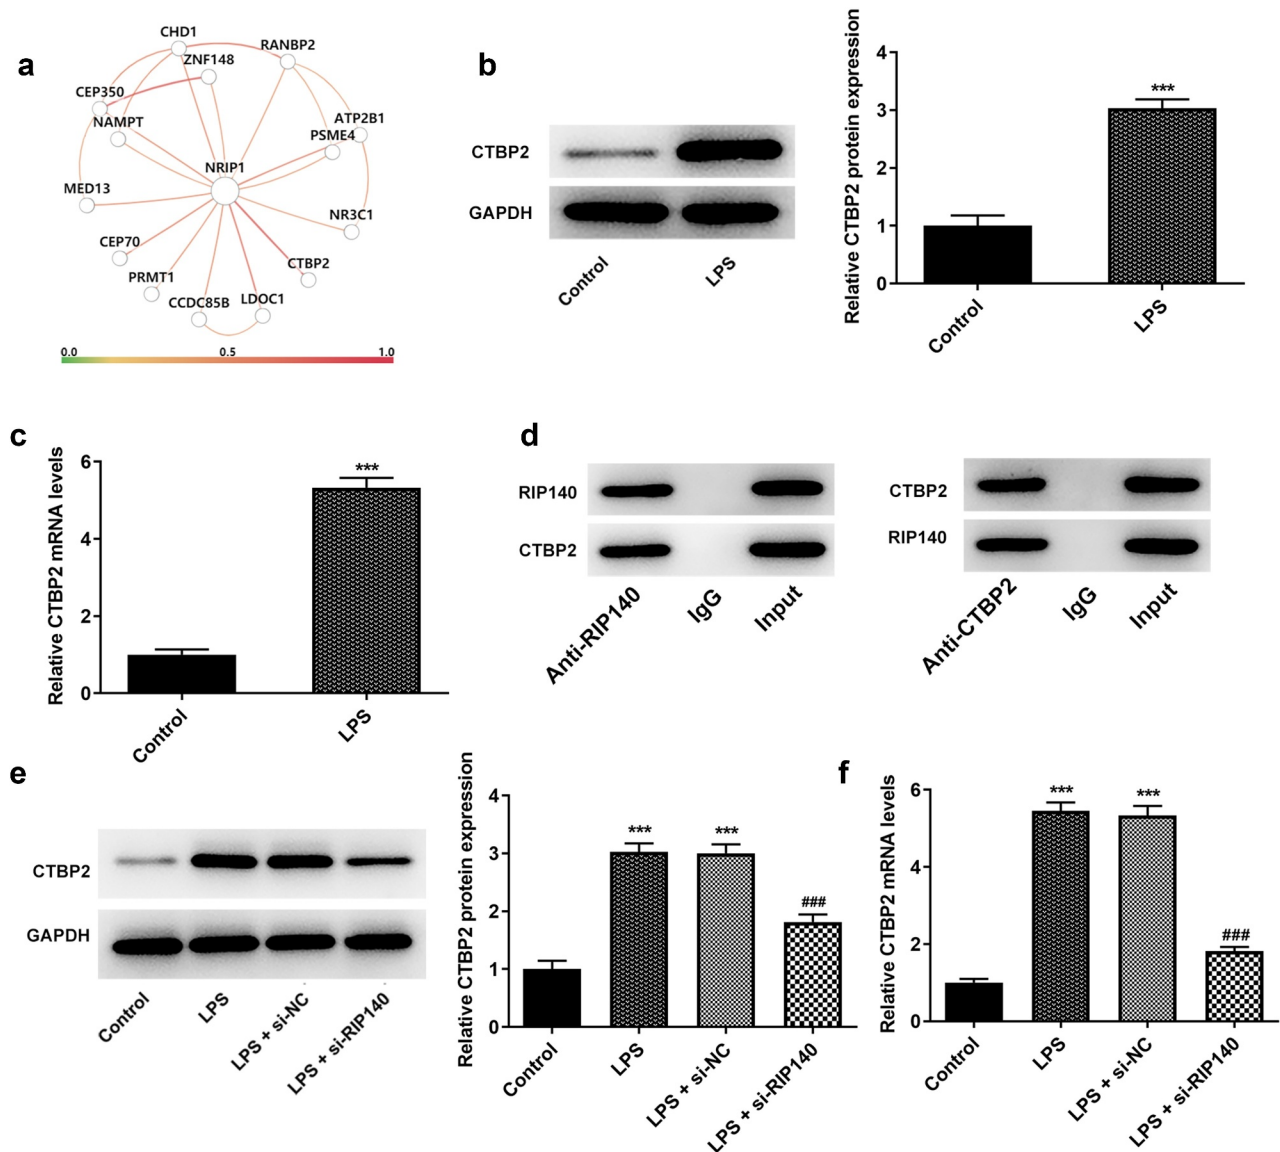 a
CHD1
ZNF148
RANBP2
CEP350
NAMPT
ATP2B1
PSME4
NRIP1
MED13
NR3C1
CEP70
CTBP2
PRMT1
CCDC85B
LDOC1
0.0 0.5 1.0
b
CTBP2
GAPDH
Control
LPS
Relative CTBP2 protein expression
4
3
2
1
0
***
Control
LPS
c
Relative CTBP2 mRNA levels
6
4
2
0
***
Control
LPS
d
RIP140
CTBP2
Anti-RIP140
IgG
Input
CTBP2
RIP140
Anti-CTBP2
IgG
Input
e
CTBP2
GAPDH
Control
LPS
LPS + si-NC
LPS + si-RIP140
Relative CTBP2 protein expression
4
3
2
1
0
***
***
###
Control
LPS
LPS + si-NC
LPS + si-RIP140
f
Relative CTBP2 mRNA levels
6
4
2
0
***
***
###
Control
LPS
LPS + si-NC
LPS + si-RIP140